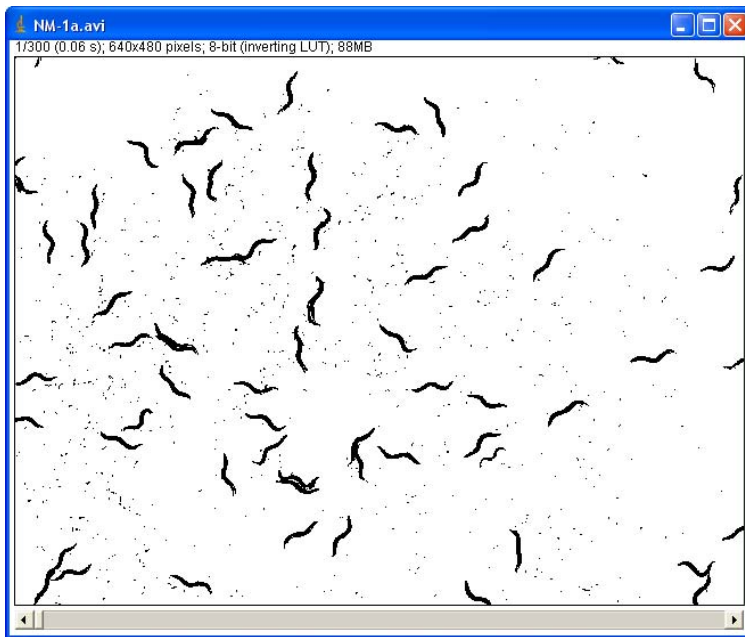 NM-1a.avi
1/300 (0.06 s); 640x480 pixels; 8-bit (inverting LUT); 88MB